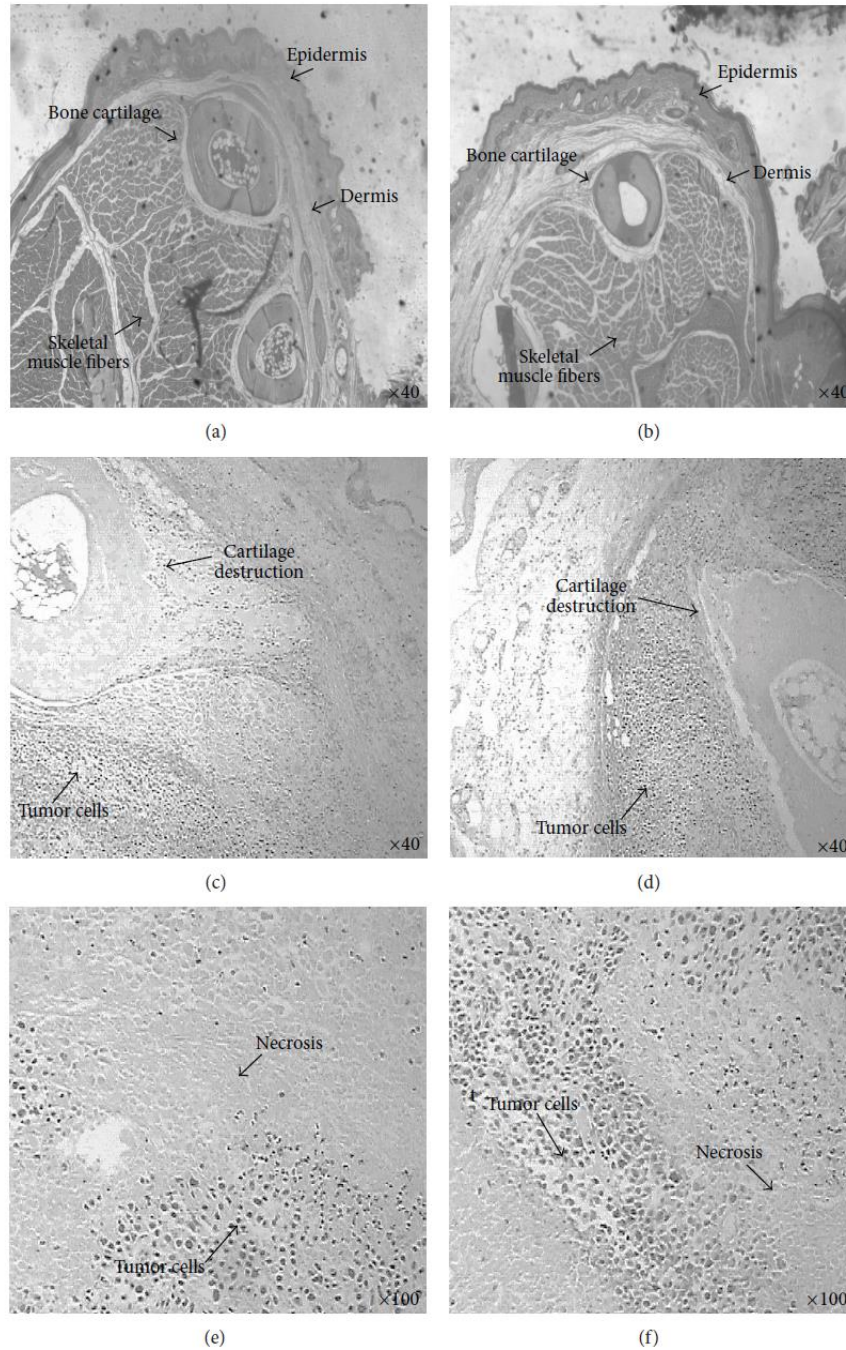 Epidermis
Bone cartilage
Dermis
Skeletal
muscle fibers
×40
(a)
Epidermis
Bone cartilage
Dermis
Skeletal
muscle fibers
×40
(b)
Cartilage
destruction
Tumor cells
×40
(c)
Cartilage
destruction
Tumor cells
×40
(d)
Necrosis
Tumor cells
×100
(e)
Tumor cells
Necrosis
×100
(f)